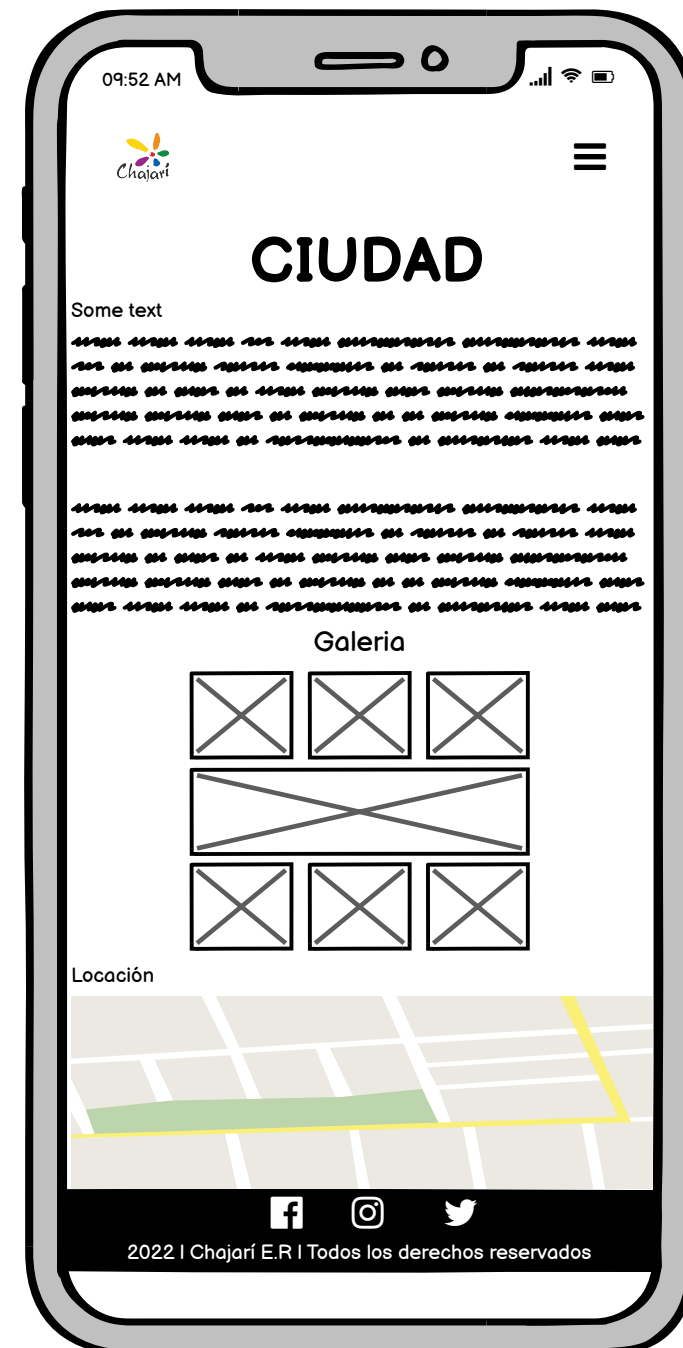 09:52 AM
Chajarí
CIUDAD
Some text
Galeria
Locación
2022 | Chajarí E.R | Todos los derechos reservados